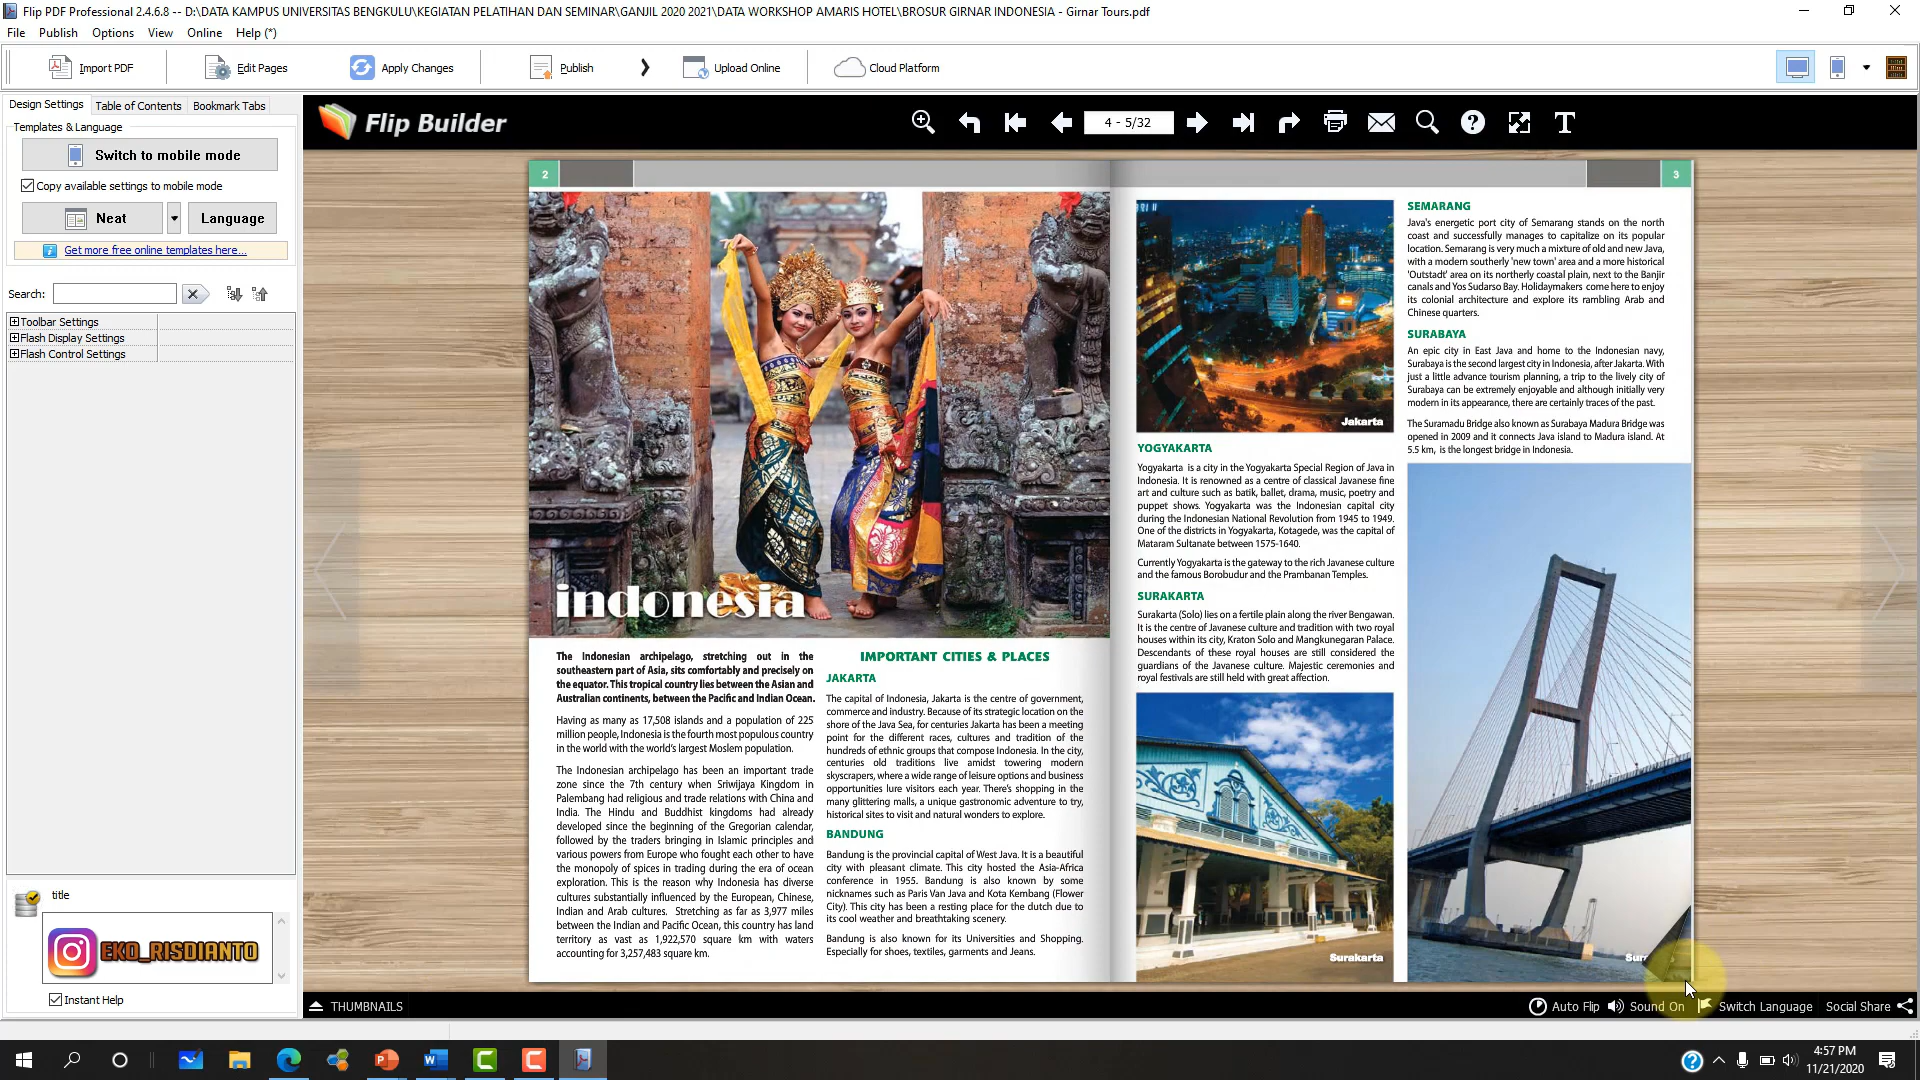 Flip PDF Professional 2.4.6.8 -- D:\DATA KAMPUS UNIVERSITAS BENGKULU\KEGIATAN PELATIHAN DAN SEMINAR\GANJIL 2020 2021\DATA WORKSHOP AMARIS HOTEL\BROSUR GIRNAR INDONESIA - Girnar Tours.pdf
File Publish Options View Online Help (*)
Import PDF Edit Pages Apply Changes Publish Upload Online Cloud Platform
Design Settings Table of Contents Bookmark Tabs
Templates & Language
Switch to mobile mode
Copy available settings to mobile mode
Neat Language
Get more free online templates here...
Search:
Toolbar Settings
Flash Display Settings
Flash Control Settings
title
EKO_RISDIANTO
Instant Help
Flip Builder
4 - 5/32
2
indonesia
The Indonesian archipelago, stretching out in the
southeastern part of Asia, sits comfortably and precisely on
the equator. This tropical country lies between the Asian and
Australian continents, between the Pacific and Indian Ocean.
Having as many as 17,508 islands and a population of 225
million people, Indonesia is the fourth most populous country
in the world with the world's largest Moslem population.
The Indonesian archipelago has been an important trade
zone since the 7th century when Sriwijaya Kingdom in
Palembang had religious and trade relations with China and
India. The Hindu and Buddhist kingdoms had already
developed since the beginning of the Gregorian calendar,
followed by the traders bringing in Islamic principles and
various powers from Europe who fought each other to have
the monopoly of spices in trading during the era of ocean
exploration. This is the reason why Indonesia has diverse
cultures substantially influenced by the European, Chinese,
Indian and Arab cultures. Stretching as far as 3,977 miles
between the Indian and Pacific Ocean, this country has land
territory as vast as 1,922,570 square km with waters
accounting for 3,257,483 square km.
IMPORTANT CITIES & PLACES
JAKARTA
The capital of Indonesia, Jakarta is the centre of government,
commerce and industry. Because of its strategic location on the
shore of the Java Sea, for centuries Jakarta has been a meeting
point for the different races, cultures and tradition of the
hundreds of ethnic groups that compose Indonesia. In the city,
centuries old traditions live amidst towering modern
skyscrapers, where a wide range of leisure options and business
opportunities lure visitors each year. There's shopping in the
many glittering malls, a unique gastronomic adventure to try,
historical sites to visit and natural wonders to explore.
BANDUNG
Bandung is the provincial capital of West Java. It is a beautiful
city with pleasant climate. This city hosted the Asia-Africa
conference in 1955. Bandung is also known by some
nicknames such as Paris Van Java and Kota Kembang (Flower
City). This city has been a resting place for the dutch due to
its cool weather and breathtaking scenery.
Bandung is also known for its Universities and Shopping.
Especially for shoes, textiles, garments and Jeans.
3
Jakarta
YOGYAKARTA
Yogyakarta is a city in the Yogyakarta Special Region of Java in
Indonesia. It is renowned as a centre of classical Javanese fine
art and culture such as batik, ballet, drama, music, poetry and
puppet shows. Yogyakarta was the Indonesian capital city
during the Indonesian National Revolution from 1945 to 1949.
One of the districts in Yogyakarta, Kotagede, was the capital of
Mataram Sultanate between 1575-1640.
Currently Yogyakarta is the gateway to the rich Javanese culture
and the famous Borobudur and the Prambanan Temples.
SURAKARTA
Surakarta (Solo) lies on a fertile plain along the river Bengawan.
It is the centre of Javanese culture and tradition with two royal
houses within its city, Kraton Solo and Mangkunegaran Palace.
Descendants of these royal houses are still considered the
guardians of the Javanese culture. Majestic ceremonies and
royal festivals are still held with great affection.
Surakarta
SEMARANG
Java's energetic port city of Semarang stands on the north
coast and successfully manages to capitalize on its popular
location. Semarang is very much a mixture of old and new Java,
with a modern southerly 'new town' area and a more historical
'Outstadt' area on its northerly coastal plain, next to the Banjir
canals and Yos Sudarso Bay. Holidaymakers come here to enjoy
its colonial architecture and explore its rambling Arab and
Chinese quarters.
SURABAYA
An epic city in East Java and home to the Indonesian navy,
Surabaya is the second largest city in Indonesia, after Jakarta. With
just a little advance tourism planning, a trip to the lively city of
Surabaya can be extremely enjoyable and although initially very
modern in its appearance, there are certainly traces of the past.
The Suramadu Bridge also known as Surabaya Madura Bridge was
opened in 2009 and it connects Java island to Madura island. At
5.5 km, is the longest bridge in Indonesia.
THUMBNAILS
Auto Flip Sound On Switch Language Social Share
4:57 PM
11/21/2020